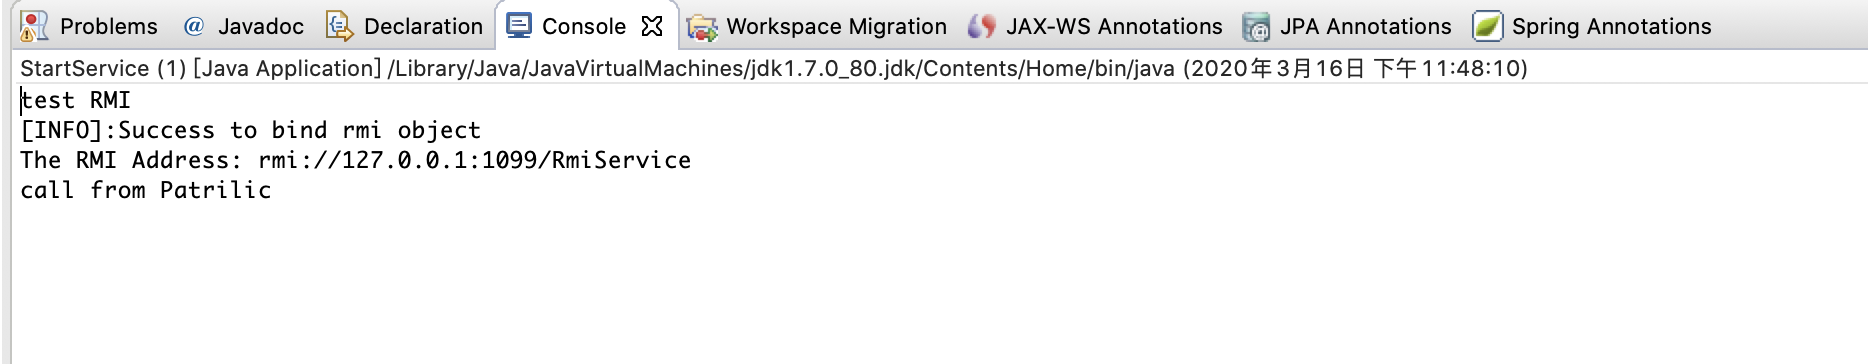 Problems @ Javadoc Declaration Console Workspace Migration JAX-WS Annotations JPA Annotations Spring Annotations
StartService (1) [Java Application] /Library/Java/JavaVirtualMachines/jdk1.7.0_80.jdk/Contents/Home/bin/java (2020年3月16日 下午11:48:10)
test RMI
[INFO]:Success to bind rmi object
The RMI Address: rmi://127.0.0.1:1099/RmiService
call from Patrilic